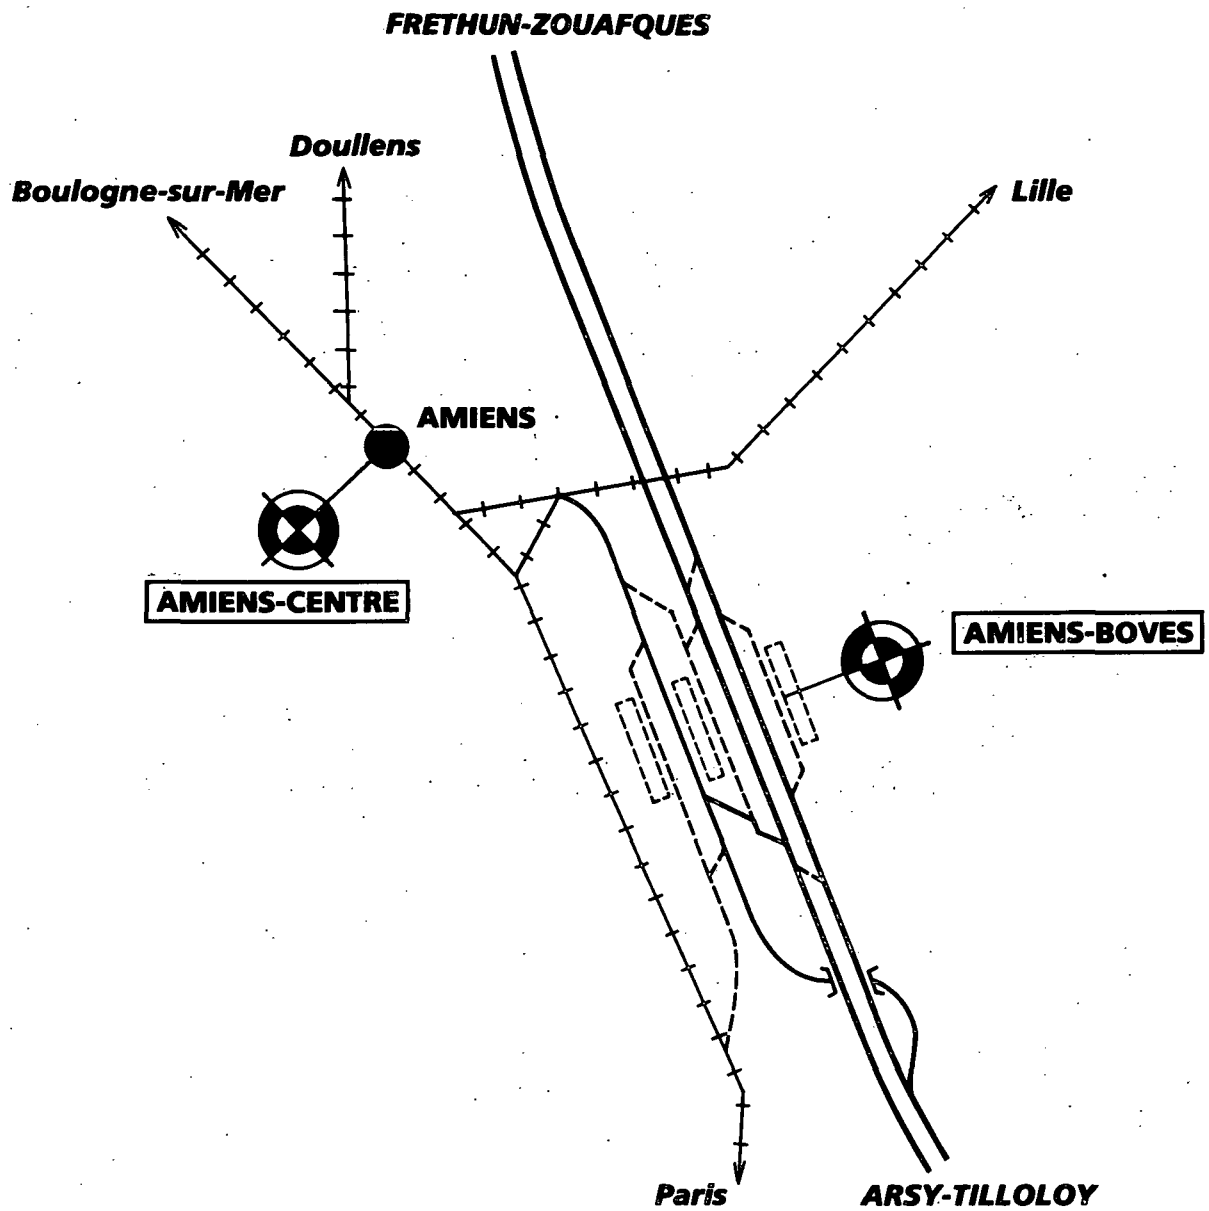 FRETHUN-ZOUAFQUES
Doullens
Boulogne-sur-Mer
Lille
AMIENS
AMIENS-CENTRE
AMIENS-BOVES
Paris
ARSY-TILLOLOY